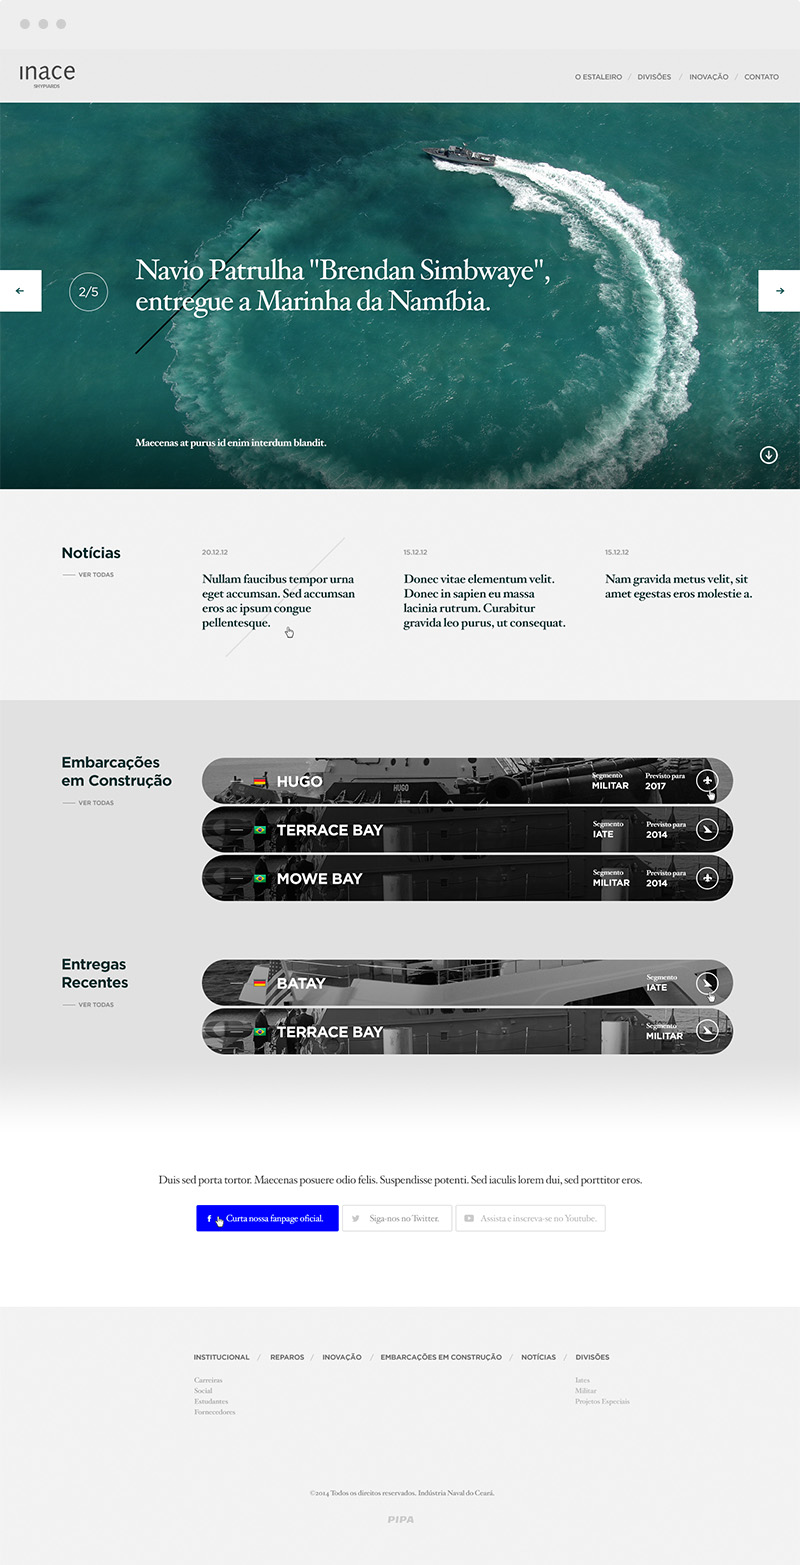 inace
SHYPYARDS
O ESTALEIRO / DIVISÕES / INOVAÇÃO / CONTATO
2/5
Navio Patrulha "Brendan Simbwaye",
entregue a Marinha da Namíbia.
Maecenas at purus id enim interdum blandit.
Notícias
VER TODAS
20.12.12
Nullam faucibus tempor urna
eget accumsan. Sed accumsan
eros ac ipsum congue
pellentesque.
15.12.12
Donec vitae elementum velit.
Donec in sapien eu massa
lacinia rutrum. Curabitur
gravida leo purus, ut consequat.
15.12.12
Nam gravida metus velit, sit
amet egestas eros molestie a.
Embarcações
em Construção
VER TODAS
HUGO
HUGO
Segmento
MILITAR
Previsto para
2017
TERRACE BAY
Segmento
IATE
Previsto para
2014
MOWE BAY
Segmento
MILITAR
Previsto para
2014
Entregas
Recentes
VER TODAS
BATAY
Segmento
IATE
TERRACE BAY
Segmento
MILITAR
Duis sed porta tortor. Maecenas posuere odio felis. Suspendisse potenti. Sed iaculis lorem dui, sed porttitor eros.
f Curta nossa fanpage oficial.
Siga-nos no Twitter.
Assista e inscreva-se no Youtube.
INSTITUCIONAL / REPAROS / INOVAÇÃO / EMBARCAÇÕES EM CONSTRUÇÃO / NOTÍCIAS / DIVISÕES
Carreiras
Social
Estudantes
Fornecedores
Iates
Militar
Projetos Especiais
©2014 Todos os direitos reservados. Indústria Naval do Ceará.
PIPA